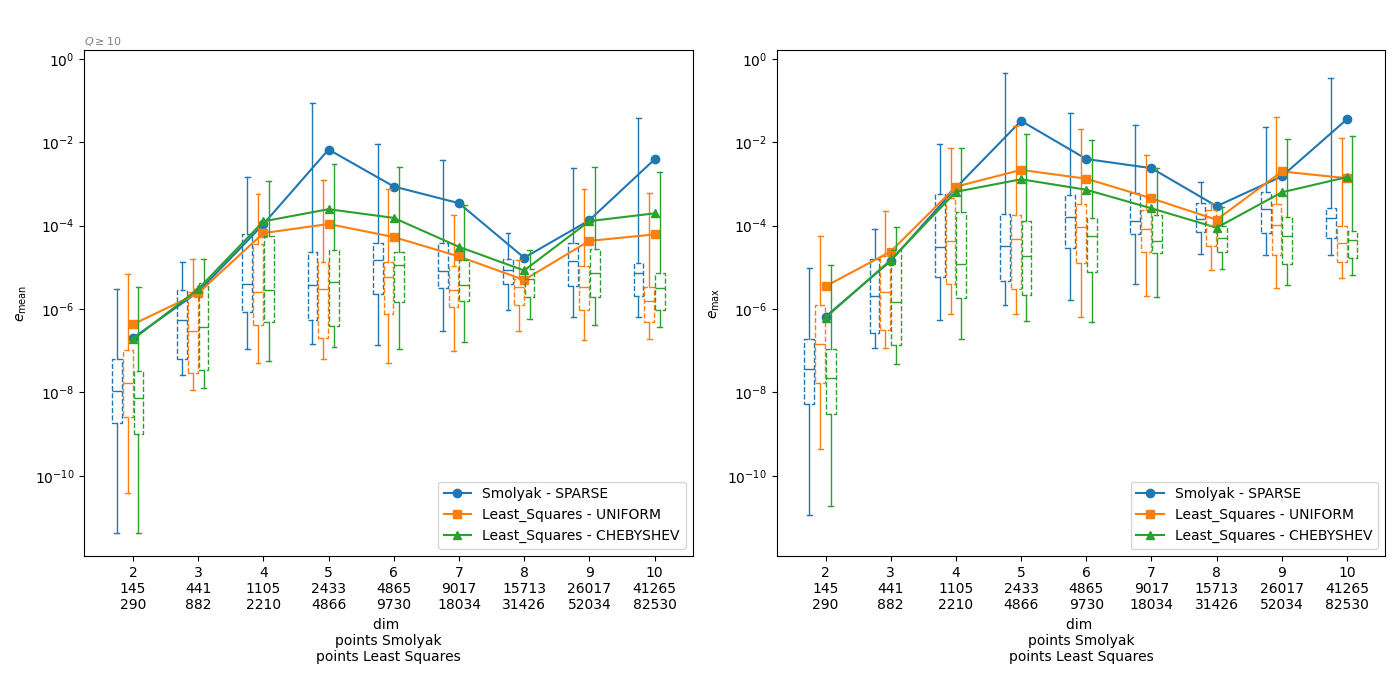 Q ≥ 10
10^0
10^-2
10^-4
10^-6
10^-8
10^-10
e_mean
Smolyak - SPARSE
Least_Squares - UNIFORM
Least_Squares - CHEBYSHEV
2 3 4 5 6 7 8 9 10
145 441 1105 2433 4865 9017 15713 26017 41265
290 882 2210 4866 9730 18034 31426 52034 82530
dim
points Smolyak
points Least Squares
10^0
10^-2
10^-4
10^-6
10^-8
10^-10
e_max
Smolyak - SPARSE
Least_Squares - UNIFORM
Least_Squares - CHEBYSHEV
2 3 4 5 6 7 8 9 10
145 441 1105 2433 4865 9017 15713 26017 41265
290 882 2210 4866 9730 18034 31426 52034 82530
dim
points Smolyak
points Least Squares